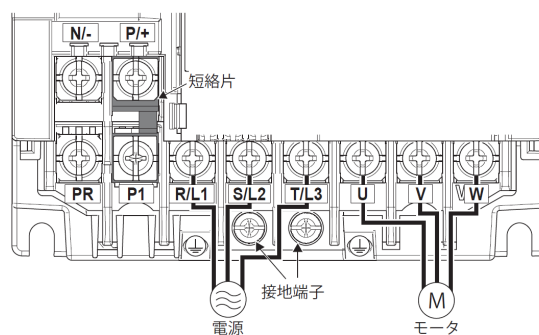 N/- P/+
短絡片
PR P1 R/L1 S/L2 T/L3 U V W
接地端子
M
電源 モータ